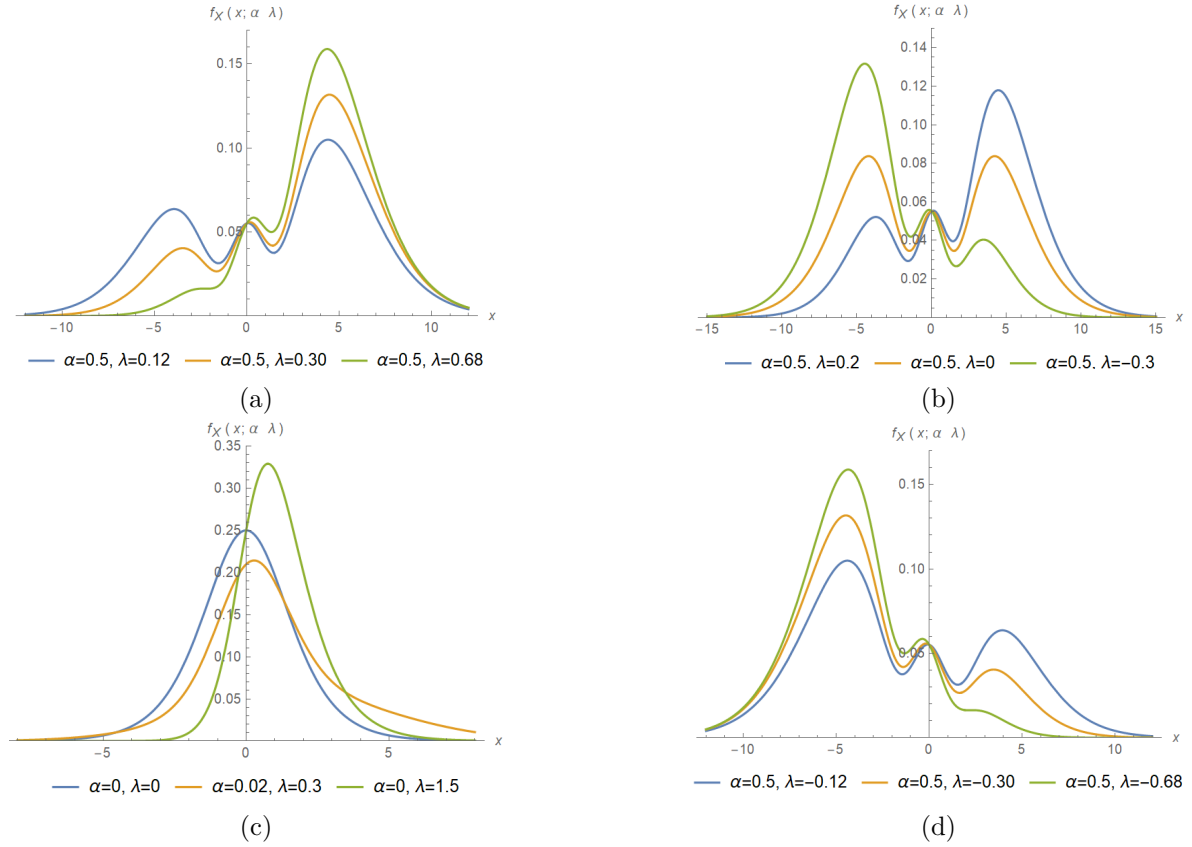 f_X ( x; α λ)
0.15
0.10
0.05
−10 −5 0 5 10 x
α=0.5, λ=0.12 α=0.5, λ=0.30 α=0.5, λ=0.68
(a)
f_X ( x; α λ)
0.14
0.12
0.10
0.08
0.06
0.04
0.02
−15 −10 −5 0 5 10 15 x
α=0.5. λ=0.2 α=0.5. λ=0 α=0.5. λ=−0.3
(b)
f_X ( x; α λ)
0.35
0.30
0.25
0.20
0.15
0.10
0.05
−5 0 5 x
α=0, λ=0 α=0.02, λ=0.3 α=0, λ=1.5
(c)
f_X ( x; α λ)
0.15
0.10
0.05
−10 −5 0 5 10 x
α=0.5, λ=−0.12 α=0.5, λ=−0.30 α=0.5, λ=−0.68
(d)